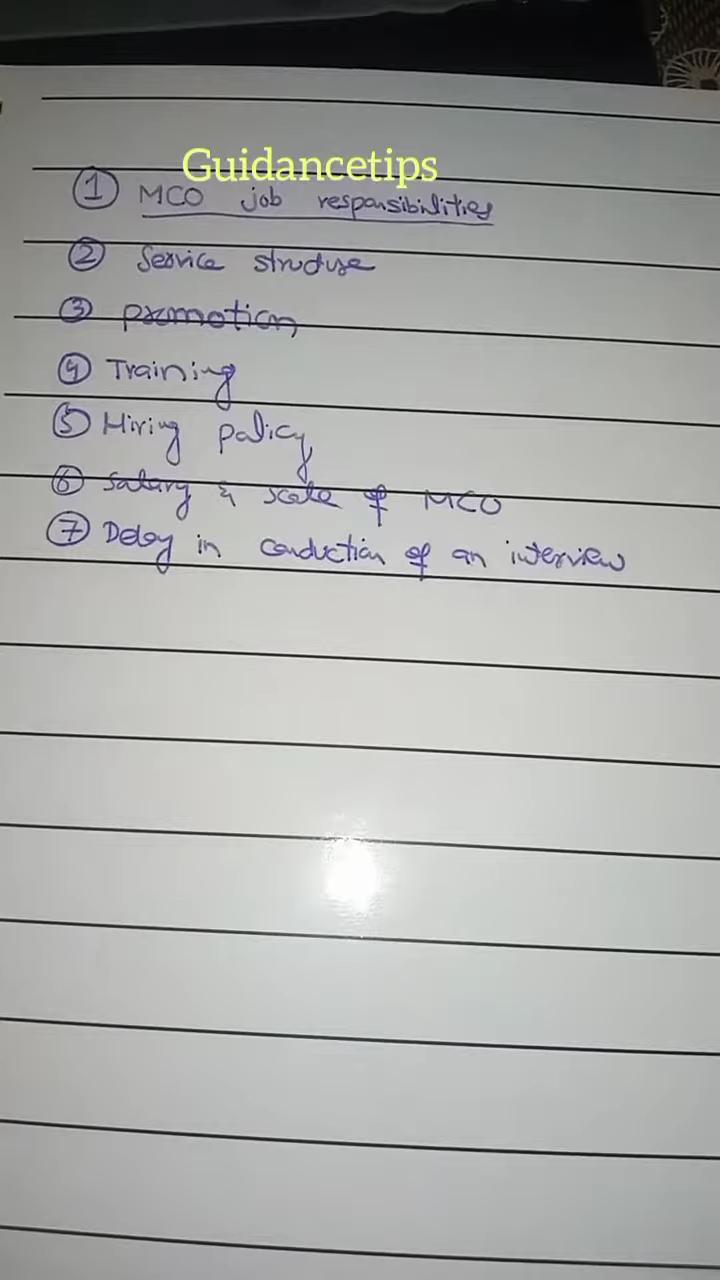 Guidancetips
① MCO job responsibilities
② Service structure
③ promotion
④ Training
⑤ Hiring policy
⑥ Salary & scale of MCO
⑦ Delay in conduction of an interview